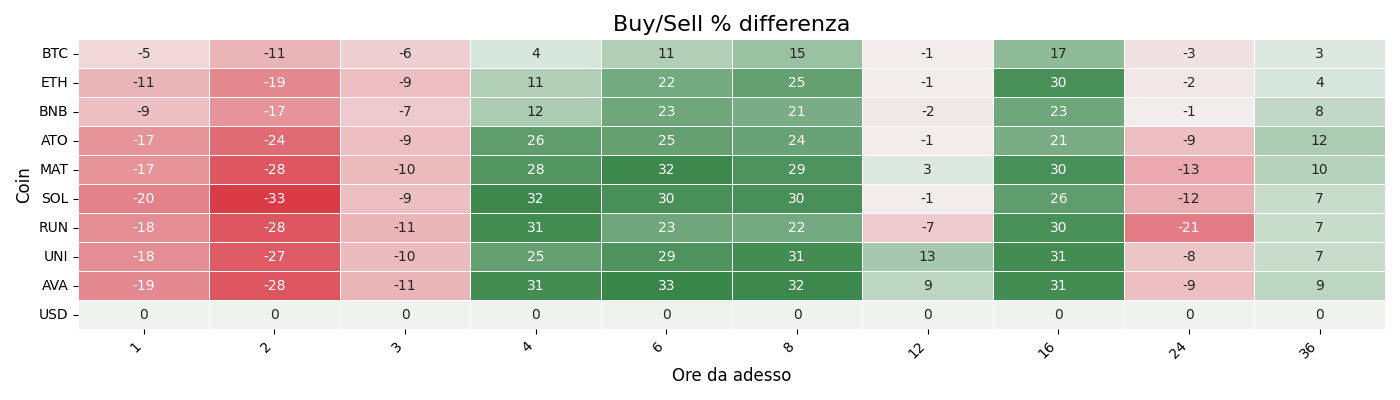 Buy/Sell % differenza
Coin
BTC -5 -11 -6 4 11 15 -1 17 -3 3
ETH -11 -19 -9 11 22 25 -1 30 -2 4
BNB -9 -17 -7 12 23 21 -2 23 -1 8
ATO -17 -24 -9 26 25 24 -1 21 -9 12
MAT -17 -28 -10 28 32 29 3 30 -13 10
SOL -20 -33 -9 32 30 30 -1 26 -12 7
RUN -18 -28 -11 31 23 22 -7 30 -21 7
UNI -18 -27 -10 25 29 31 13 31 -8 7
AVA -19 -28 -11 31 33 32 9 31 -9 9
USD 0 0 0 0 0 0 0 0 0 0
1 2 3 4 6 8 12 16 24 36
Ore da adesso